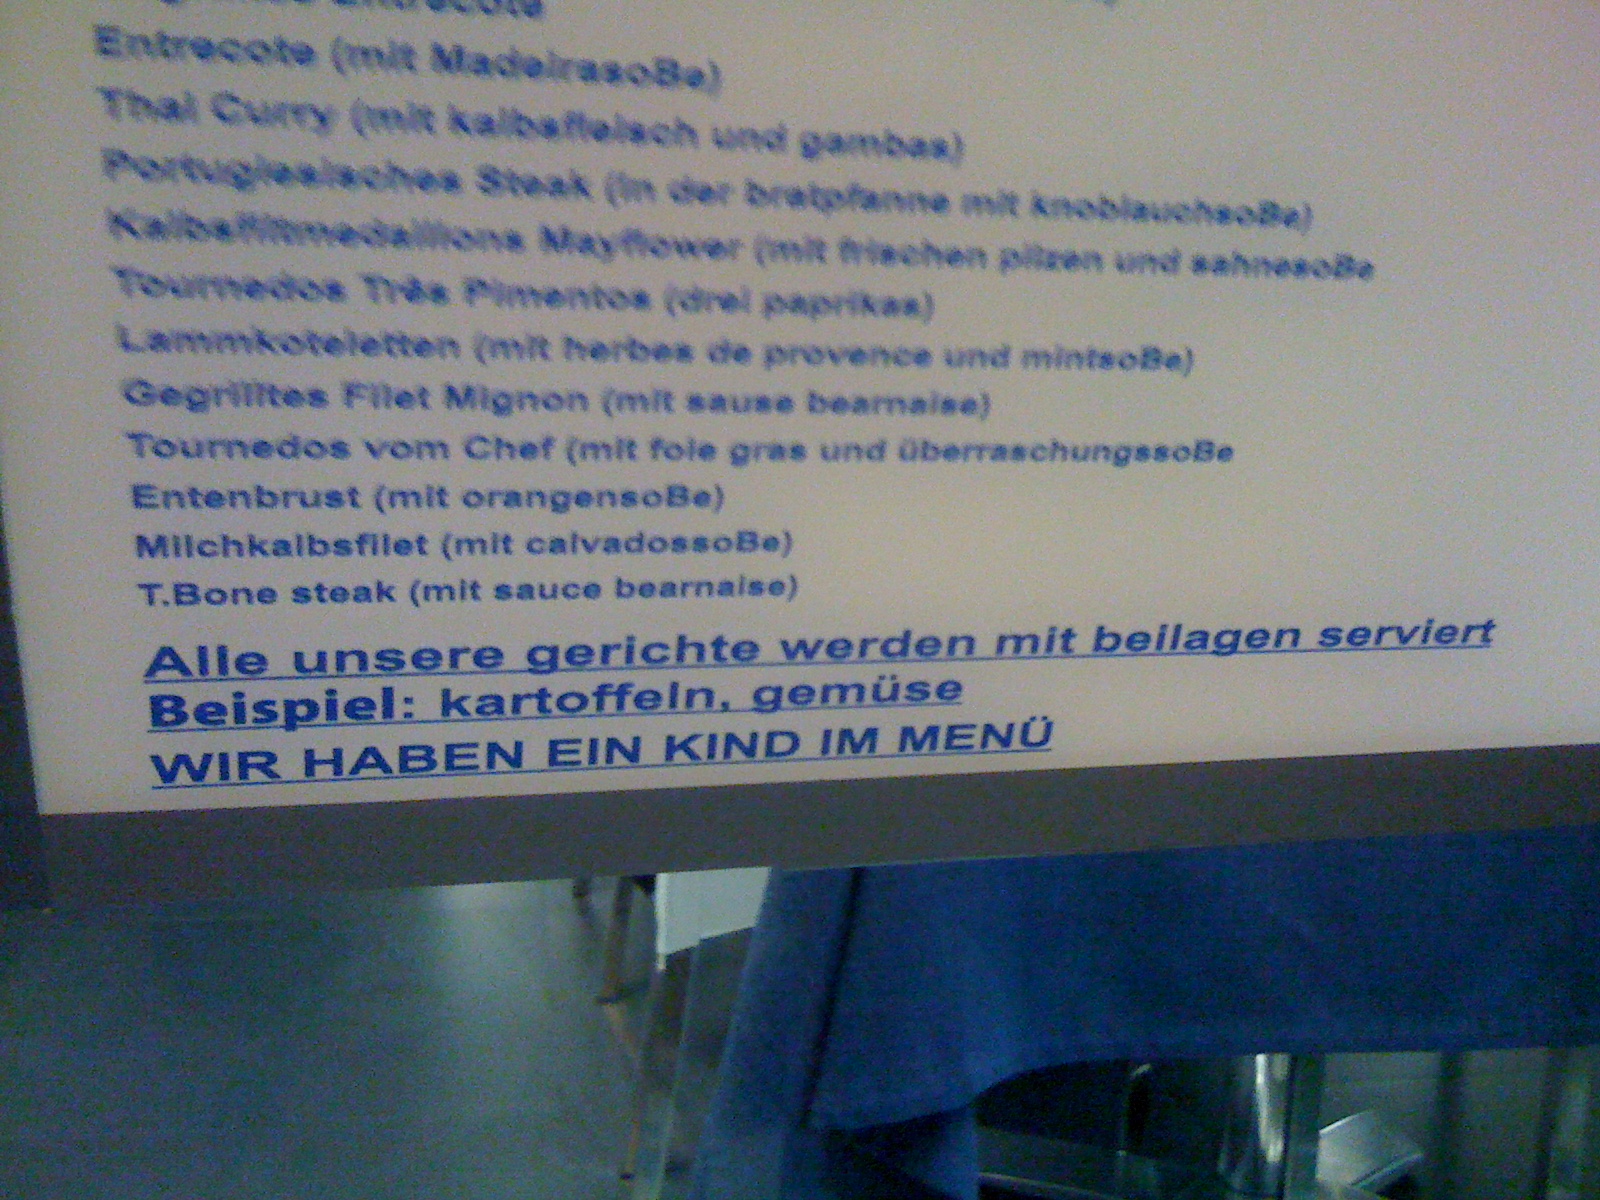 Entrecote
Entrecote (mit MadeirasoBe)
Thai Curry (mit kalbsfleisch und gambas)
Portugiesisches Steak (in der bratpfanne mit knoblauchsoBe)
Kalbsfiltmedaillions Mayflower (mit frischen pilzen und sahnesoBe
Tournedos Três Pimentos (drei paprikas)
Lammkoteletten (mit herbes de provence und mintsoBe)
Gegrilltes Filet Mignon (mit sause bearnaise)
Tournedos vom Chef (mit foie gras und überraschungssoBe
Entenbrust (mit orangensoBe)
Milchkalbsfilet (mit calvadossoBe)
T.Bone steak (mit sauce bearnaise)
Alle unsere gerichte werden mit beilagen serviert
Beispiel: kartoffeln, gemüse
WIR HABEN EIN KIND IM MENÜ